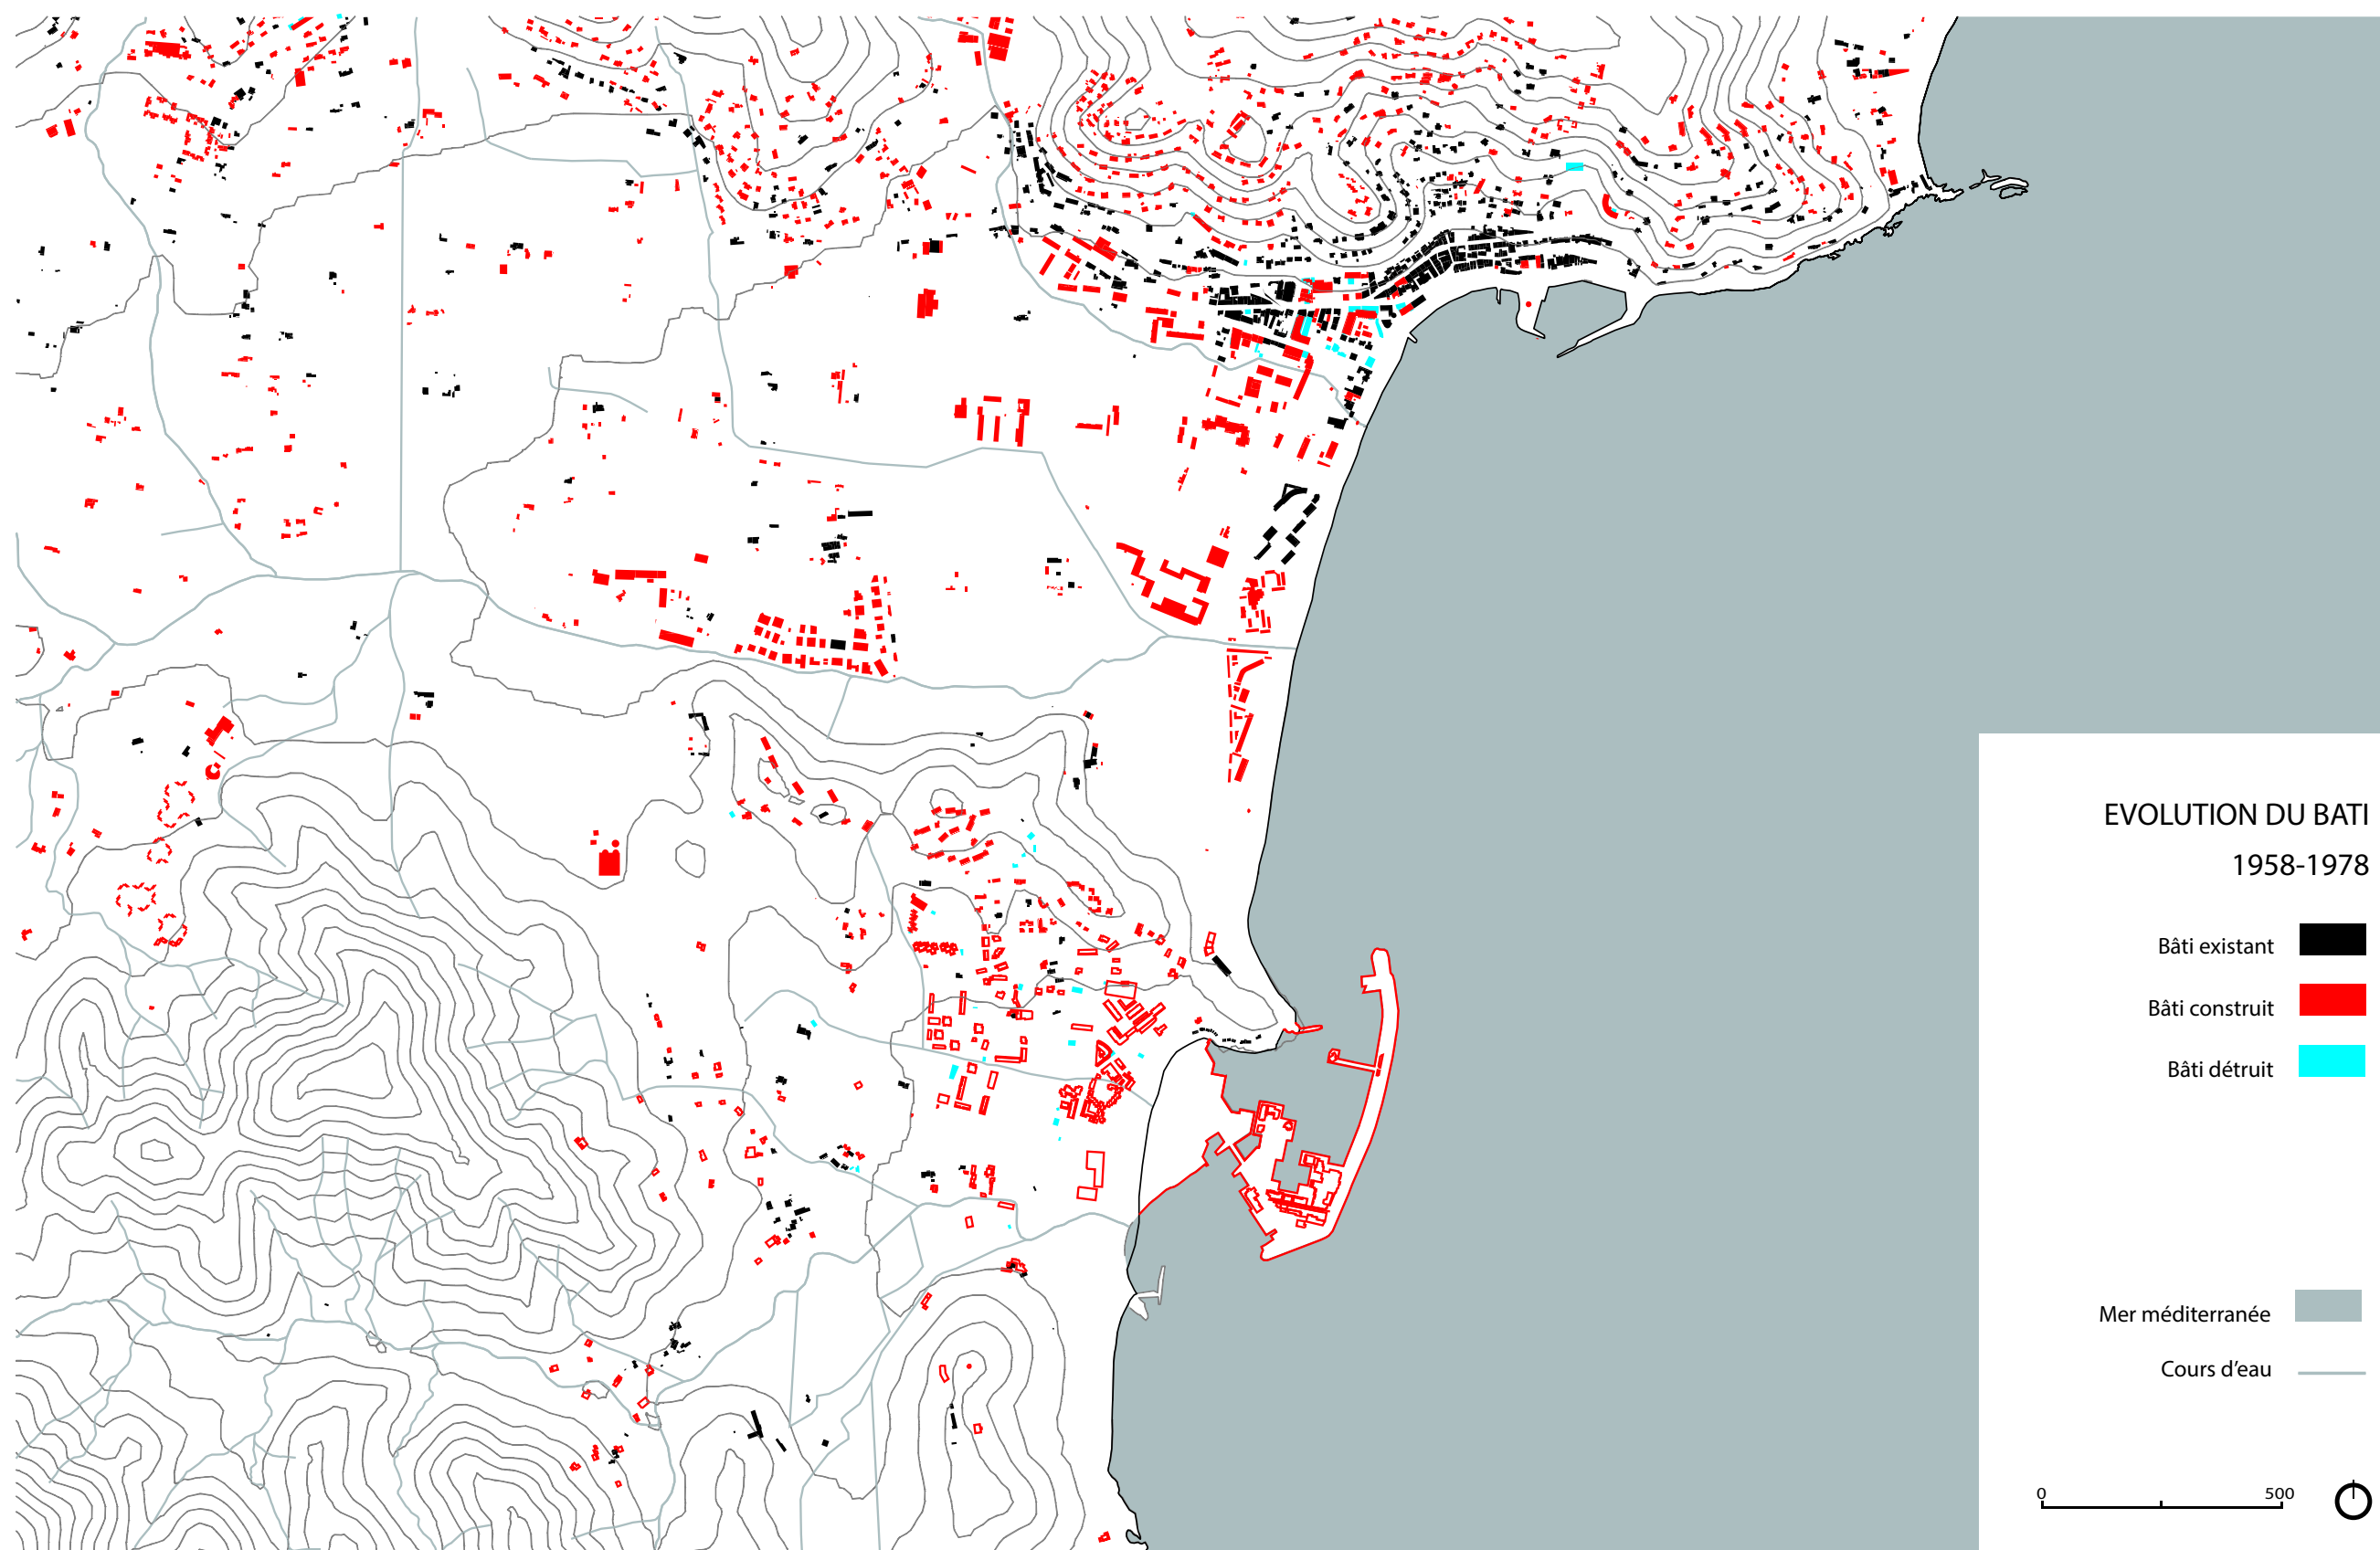 EVOLUTION DU BATI
1958-1978
Bâti existant
Bâti construit
Bâti détruit
Mer méditerranée
Cours d’eau
0 500